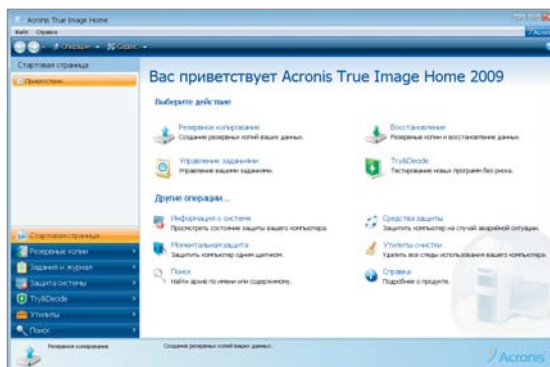 Acronis True Image Home
Файл Справка
Acronis
Операции Сервис
Стартовая страница
Приветствие
Вас приветствует Acronis True Image Home 2009
Выберите действие
Резервное копирование
Создание резервных копий ваших данных.
Восстановление
Резервные копии и восстановление данных.
Управление заданиями
Управление вашими заданиями.
Try&Decide
Тестирование новых программ без риска.
Другие операции...
Информация о системе
Просмотреть состояние защиты вашего компьютера.
Средства защиты
Защитить компьютер на случай аварийной ситуации.
Моментальная защита
Защитить компьютер одним щелчком.
Утилиты очистки
Удалить все следы использования вашего компьютера.
Поиск
Найти архив по имени или содержимому.
Справка
Подробнее о продукте.
Стартовая страница
Резервные копии
Задания и журнал
Защита системы
Try&Decide
Утилиты
Поиск
Резервное копирование
Создание резервных копий ваших данных.
Acronis